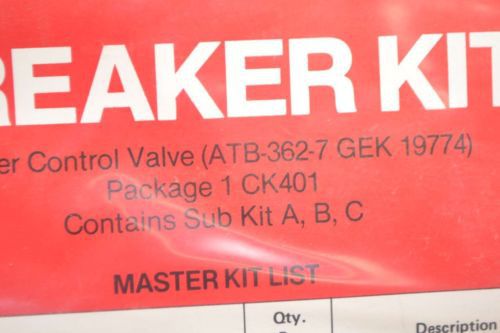 REAKER KIT
er Control Valve (ATB-362-7 GEK 19774)
Package 1 CK401
Contains Sub Kit A, B, C
MASTER KIT LIST
Qty.
Description